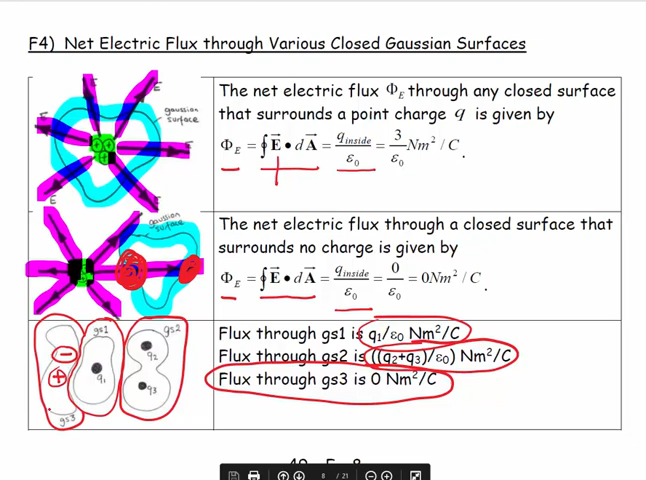 F4) Net Electric Flux through Various Closed Gaussian Surfaces
E
E
E
E
E
E
gaussian
surface
The net electric flux Φ_E through any closed surface
that surrounds a point charge q is given by
Φ_E = ∮ E • dA = q_inside / ε₀ = 3 / ε₀ Nm² / C
.
gaussian
surface
The net electric flux through a closed surface that
surrounds no charge is given by
Φ_E = ∮ E • dA = q_inside / ε₀ = 0 / ε₀ = 0Nm² / C
.
gs1
gs2
− 
+
q₁
q₂
q₃
gs3
Flux through gs1 is q₁/ε₀ Nm²/C
Flux through gs2 is ((q₂+q₃)/ε₀) Nm²/C
Flux through gs3 is 0 Nm²/C
8 / 21